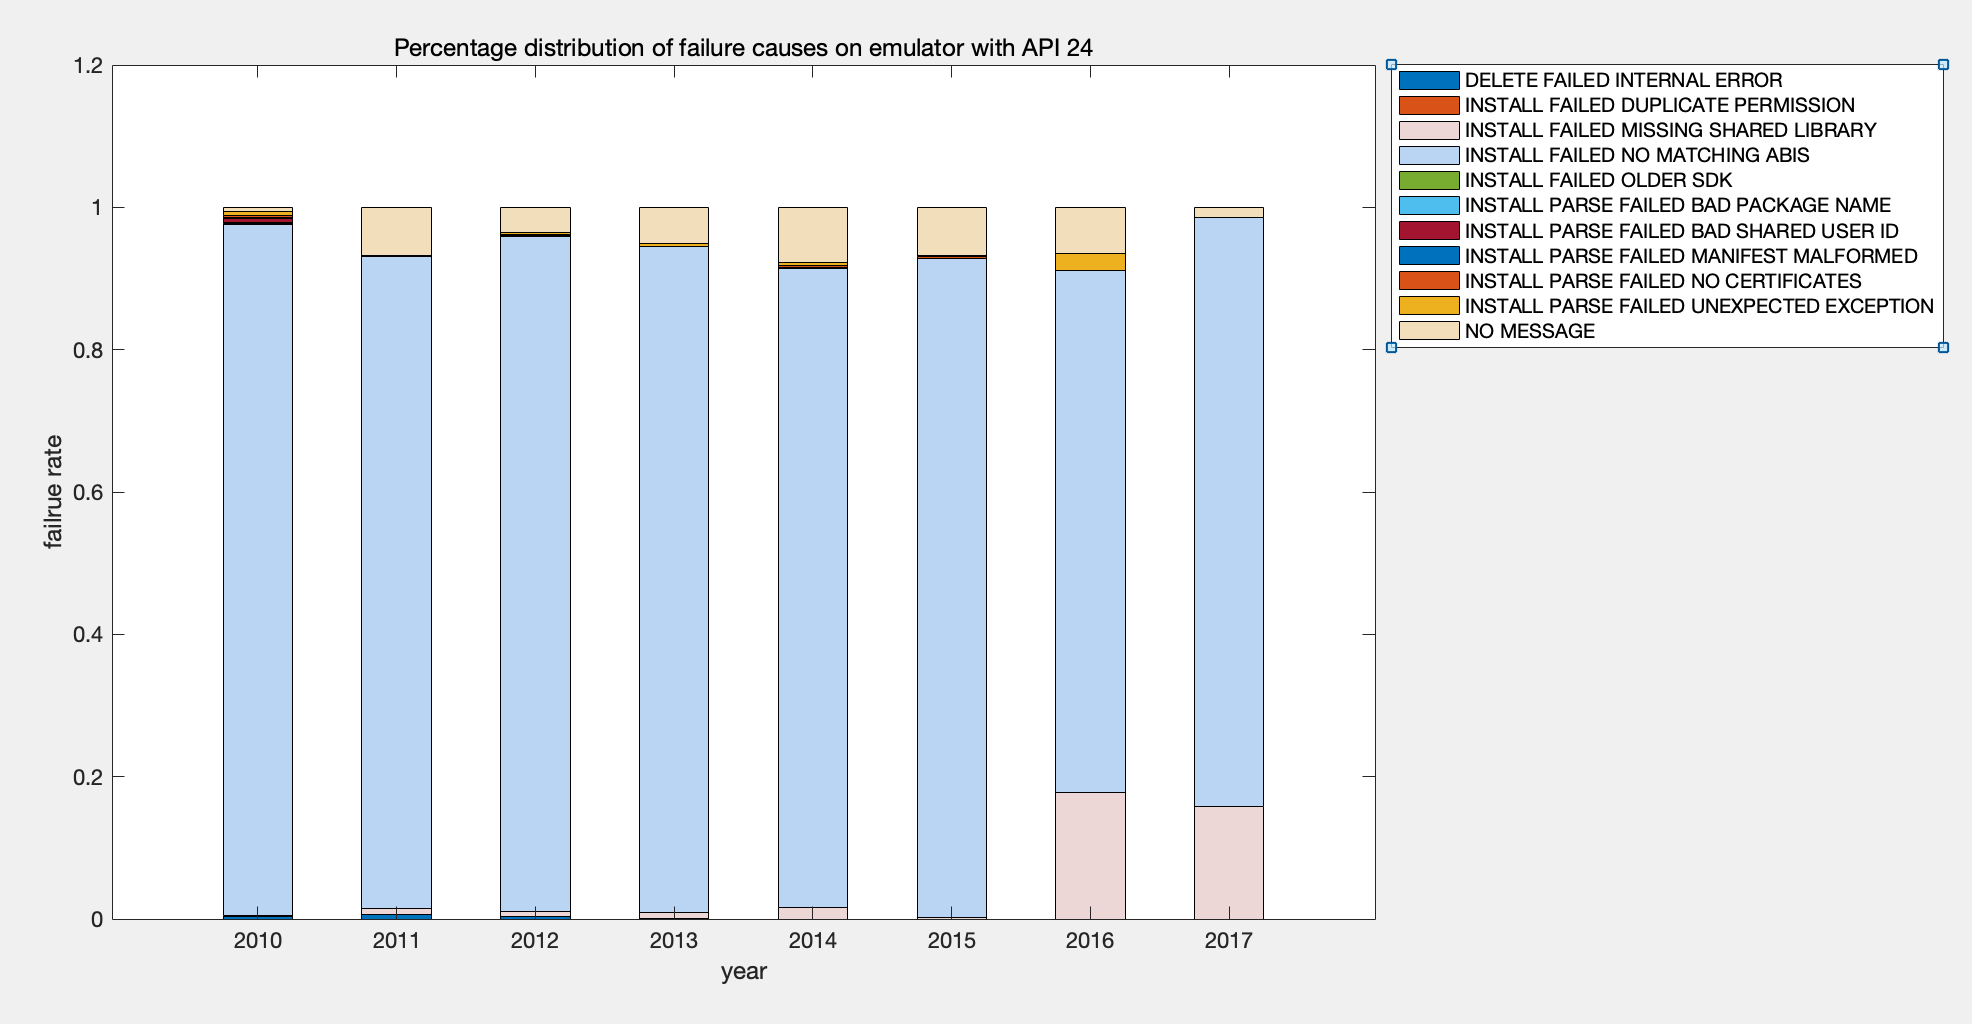 Percentage distribution of failure causes on emulator with API 24
1.2
1
0.8
0.6
0.4
0.2
0
failrue rate
2010 2011 2012 2013 2014 2015 2016 2017
year
DELETE FAILED INTERNAL ERROR
INSTALL FAILED DUPLICATE PERMISSION
INSTALL FAILED MISSING SHARED LIBRARY
INSTALL FAILED NO MATCHING ABIS
INSTALL FAILED OLDER SDK
INSTALL PARSE FAILED BAD PACKAGE NAME
INSTALL PARSE FAILED BAD SHARED USER ID
INSTALL PARSE FAILED MANIFEST MALFORMED
INSTALL PARSE FAILED NO CERTIFICATES
INSTALL PARSE FAILED UNEXPECTED EXCEPTION
NO MESSAGE